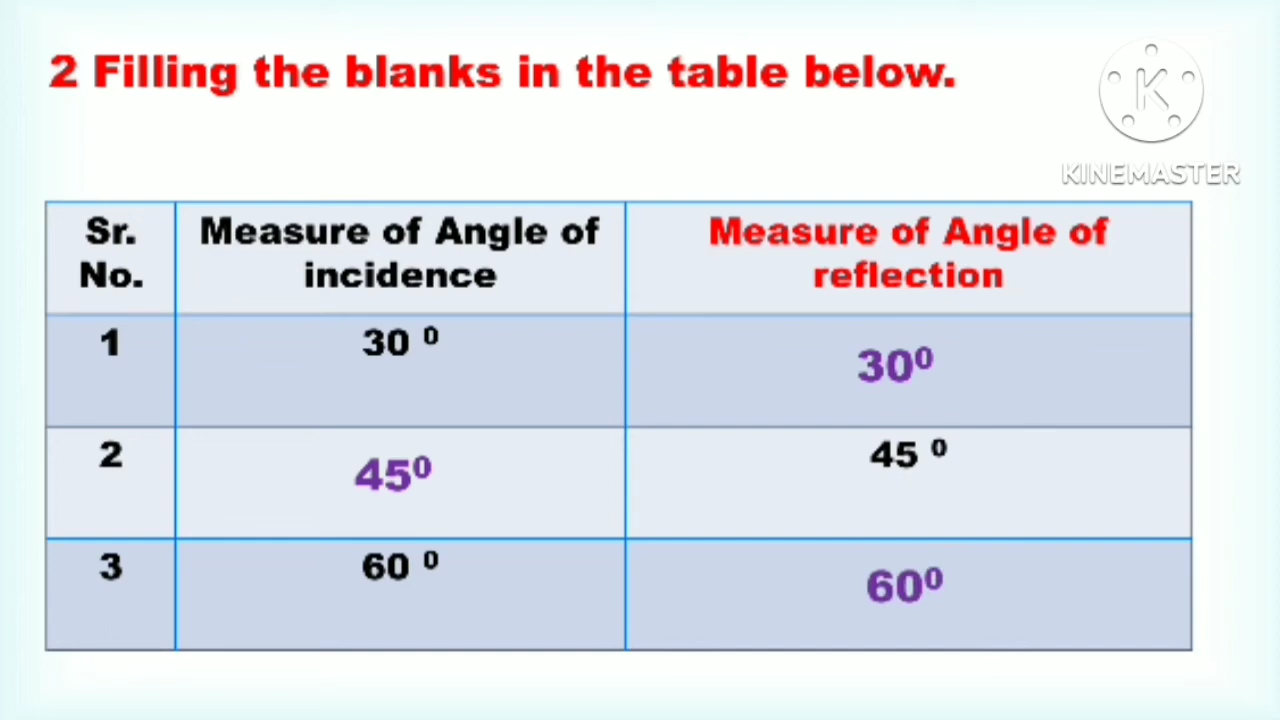 2 Filling the blanks in the table below.
K
KINEMASTER
Sr. No. Measure of Angle of incidence Measure of Angle of reflection
1 30 ⁰ 30⁰
2 45⁰ 45 ⁰
3 60 ⁰ 60⁰